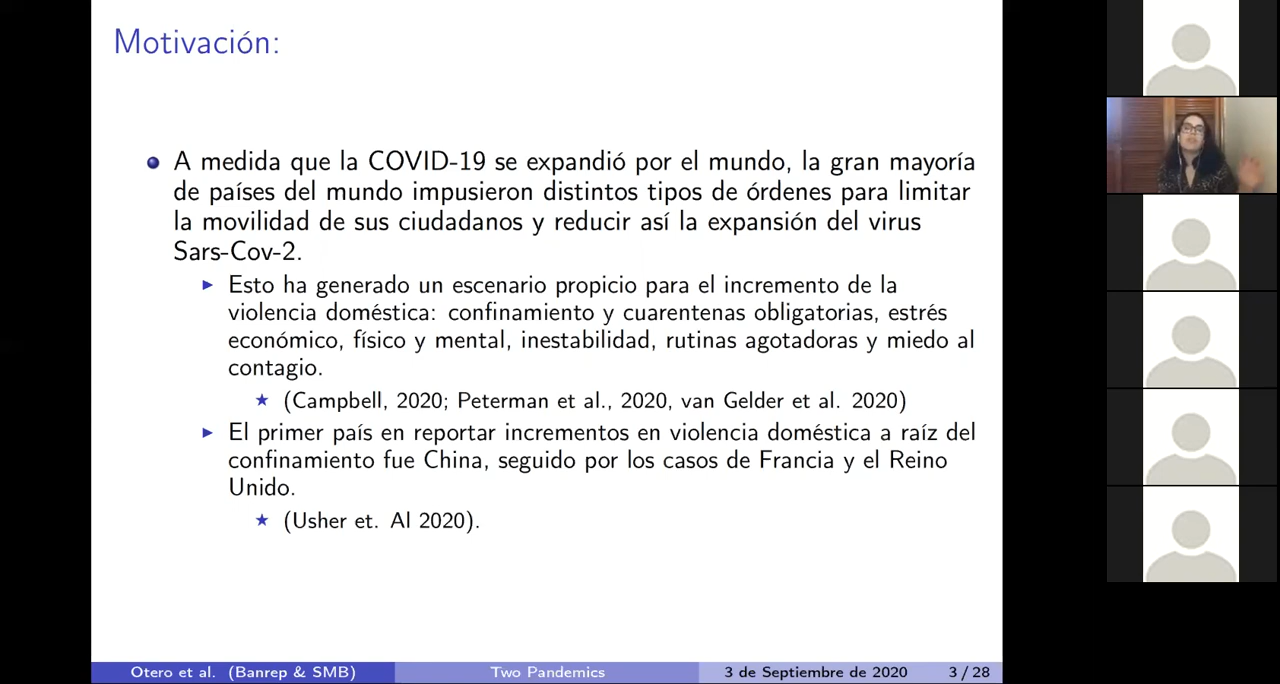 Motivación:
A medida que la COVID-19 se expandió por el mundo, la gran mayoría
de países del mundo impusieron distintos tipos de órdenes para limitar
la movilidad de sus ciudadanos y reducir así la expansión del virus
Sars-Cov-2.
Esto ha generado un escenario propicio para el incremento de la
violencia doméstica: confinamiento y cuarentenas obligatorias, estrés
económico, físico y mental, inestabilidad, rutinas agotadoras y miedo al
contagio.
(Campbell, 2020; Peterman et al., 2020, van Gelder et al. 2020)
El primer país en reportar incrementos en violencia doméstica a raíz del
confinamiento fue China, seguido por los casos de Francia y el Reino
Unido.
(Usher et. Al 2020).
Otero et al. (Banrep & SMB) Two Pandemics 3 de Septiembre de 2020 3 / 28